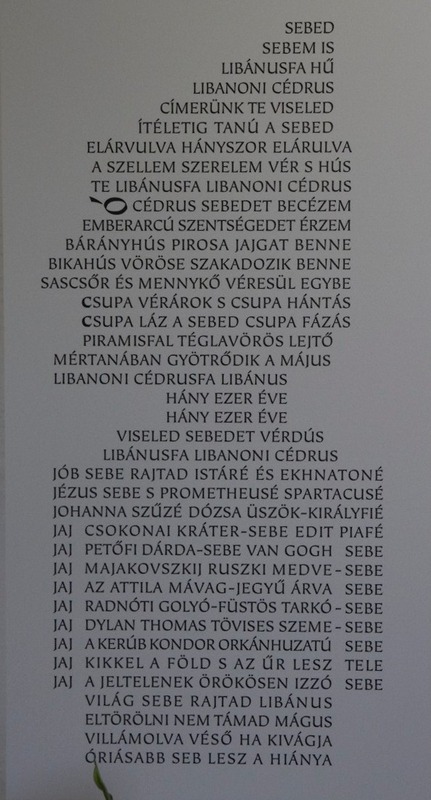 SEBED
SEBEM IS
LIBÁNUSFA HŰ
LIBANONI CÉDRUS
CÍMERÜNK TE VISELED
ÍTÉLETIG TANÚ A SEBED
ELÁRVULVA HÁNYSZOR ELÁRULVA
A SZELLEM SZERELEM VÉR S HÚS
TE LIBÁNUSFA LIBANONI CÉDRUS
Ó CÉDRUS SEBEDET BECÉZEM
EMBERARCÚ SZENTSÉGEDET ÉRZEM
BÁRÁNYHÚS PIROSA JAJGAT BENNE
BIKAHÚS VÖRÖSE SZAKADOZIK BENNE
SASCSŐR ÉS MENNYKŐ VÉRESÜL EGYBE
CSUPA VÉRÁROK S CSUPA HÁNTÁS
CSUPA LÁZ A SEBED CSUPA FÁZÁS
PIRAMISFAL TÉGLAVÖRÖS LEJTŐ
MÉRTANÁBAN GYÖTRŐDIK A MÁJUS
LIBANONI CÉDRUSFA LIBÁNUS
HÁNY EZER ÉVE
HÁNY EZER ÉVE
VISELED SEBEDET VÉRDÚS
LIBÁNUSFA LIBANONI CÉDRUS
JÓB SEBE RAJTAD ISTÁRÉ ÉS EKHNATONÉ
JÉZUS SEBE S PROMETHEUSÉ SPARTACUSÉ
JOHANNA SZŰZÉ DÓZSA ÜSZÖK-KIRÁLYFIÉ
JAJ CSOKONAI KRÁTER-SEBE EDIT PIAFÉ
JAJ PETŐFI DÁRDA-SEBE VAN GOGH SEBE
JAJ MAJAKOVSZKIJ RUSZKI MEDVE-SEBE
JAJ AZ ATTILA MÁVAG-JEGYŰ ÁRVA SEBE
JAJ RADNÓTI GOLYÓ-FÜSTÖS TARKÓ-SEBE
JAJ DYLAN THOMAS TÖVISES SZEME-SEBE
JAJ A KERÚB KONDOR ORKÁNHUZATÚ SEBE
JAJ KIKKEL A FÖLD S AZ ŰR LESZ TELE
JAJ A JELTELENEK ÖRÖKÖSEN IZZÓ SEBE
VILÁG SEBE RAJTAD LIBÁNUS
ELTÖRÖLNI NEM TÁMAD MÁGUS
VILLÁMOLVA VÉSŐ HA KIVÁGJA
ÓRIÁSABB SEB LESZ A HIÁNYA